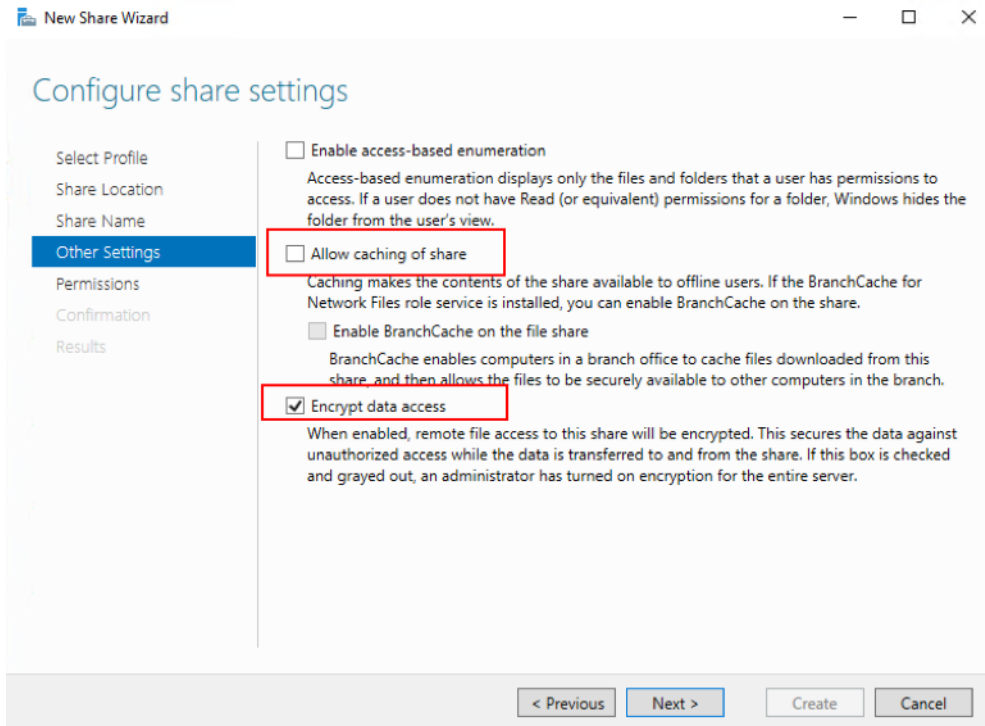 New Share Wizard
Configure share settings
Select Profile
Share Location
Share Name
Other Settings
Permissions
Confirmation
Results
Enable access-based enumeration
Access-based enumeration displays only the files and folders that a user has permissions to
access. If a user does not have Read (or equivalent) permissions for a folder, Windows hides the
folder from the user's view.
Allow caching of share
Caching makes the contents of the share available to offline users. If the BranchCache for
Network Files role service is installed, you can enable BranchCache on the share.
Enable BranchCache on the file share
BranchCache enables computers in a branch office to cache files downloaded from this
share, and then allows the files to be securely available to other computers in the branch.
Encrypt data access
When enabled, remote file access to this share will be encrypted. This secures the data against
unauthorized access while the data is transferred to and from the share. If this box is checked
and grayed out, an administrator has turned on encryption for the entire server.
< Previous
Next >
Create
Cancel